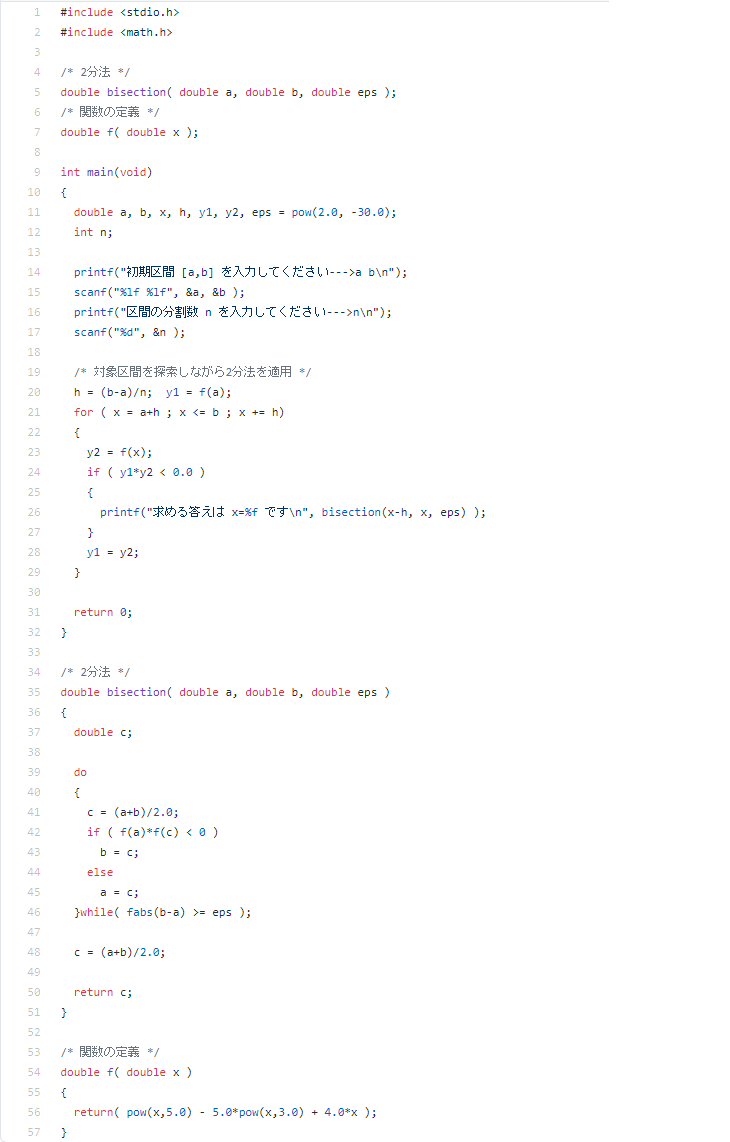 1 #include <stdio.h>
2 #include <math.h>
3
4 /* 2分法 */
5 double bisection( double a, double b, double eps );
6 /* 関数の定義 */
7 double f( double x );
8
9 int main(void)
10 {
11   double a, b, x, h, y1, y2, eps = pow(2.0, -30.0);
12   int n;
13
14   printf("初期区間 [a,b] を入力してください--->a b\n");
15   scanf("%lf %lf", &a, &b );
16   printf("区間の分割数 n を入力してください--->n\n");
17   scanf("%d", &n );
18
19   /* 対象区間を探索しながら2分法を適用 */
20   h = (b-a)/n;  y1 = f(a);
21   for ( x = a+h ; x <= b ; x += h)
22   {
23     y2 = f(x);
24     if ( y1*y2 < 0.0 )
25     {
26       printf("求める答えは x=%f です\n", bisection(x-h, x, eps) );
27     }
28     y1 = y2;
29   }
30
31   return 0;
32 }
33
34 /* 2分法 */
35 double bisection( double a, double b, double eps )
36 {
37   double c;
38
39   do
40   {
41     c = (a+b)/2.0;
42     if ( f(a)*f(c) < 0 )
43       b = c;
44     else
45       a = c;
46   }while( fabs(b-a) >= eps );
47
48   c = (a+b)/2.0;
49
50   return c;
51 }
52
53 /* 関数の定義 */
54 double f( double x )
55 {
56   return( pow(x,5.0) - 5.0*pow(x,3.0) + 4.0*x );
57 }